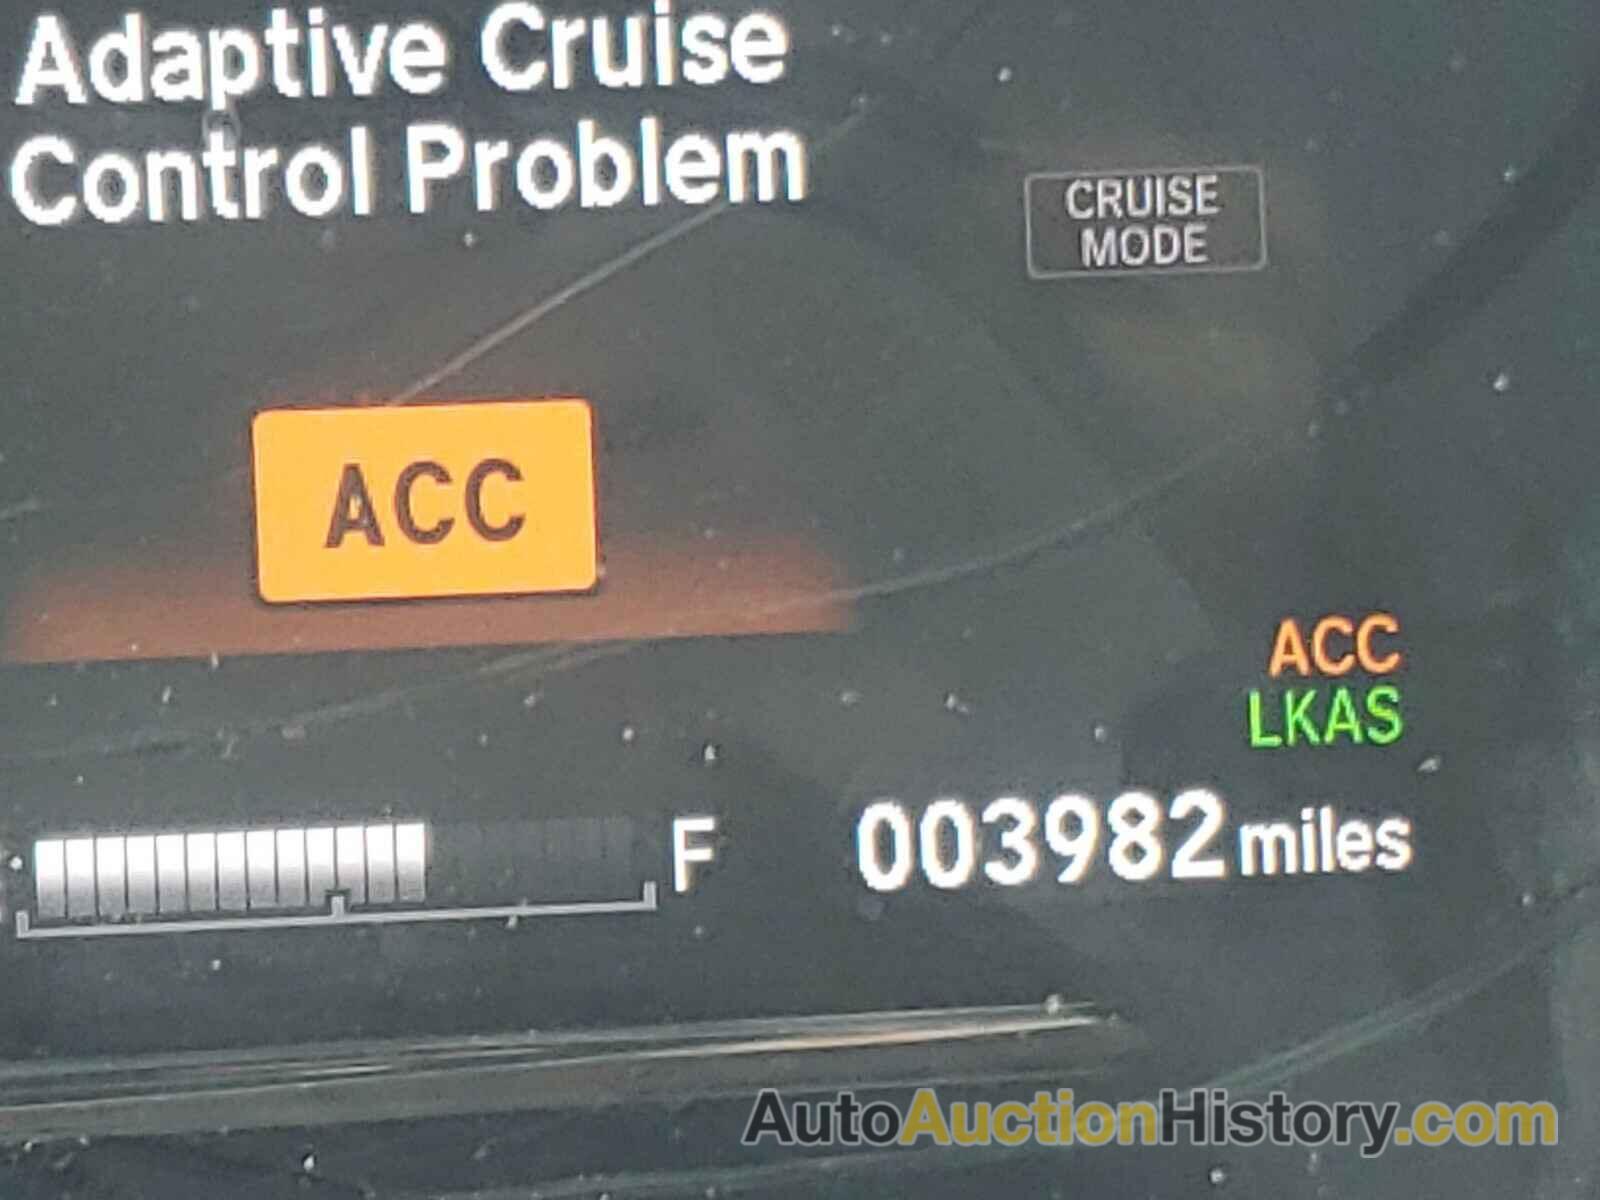 Adaptive Cruise
Control Problem
CRUISE
MODE
ACC
ACC
LKAS
F
003982 miles
AutoAuctionHistory.com